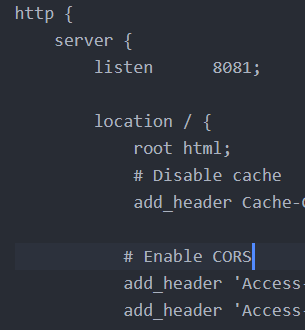 http {
server {
listen 8081;
location / {
root html;
# Disable cache
add_header Cache-
# Enable CORS
add_header 'Access-
add_header 'Access-